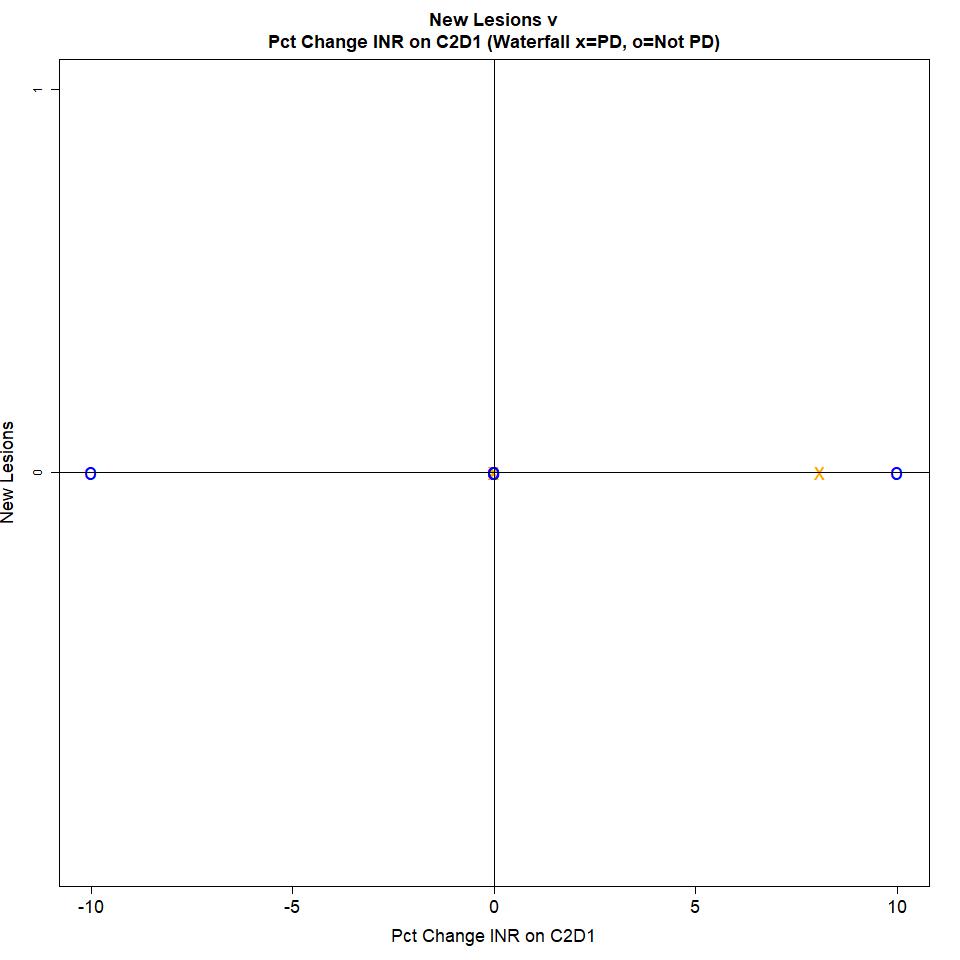 New Lesions v
Pct Change INR on C2D1 (Waterfall x=PD, o=Not PD)
1
0
New Lesions
o
x
o
x
o
-10
-5
0
5
10
Pct Change INR on C2D1